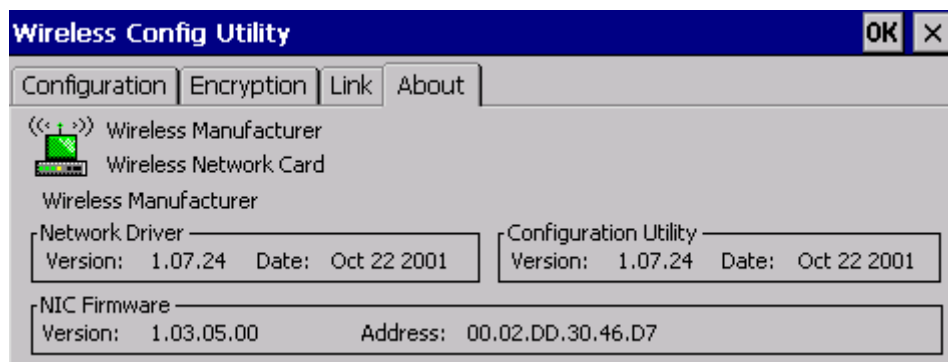 Wireless Config Utility OK ×
Configuration Encryption Link About
Wireless Manufacturer
Wireless Network Card
Wireless Manufacturer
Network Driver
Version: 1.07.24 Date: Oct 22 2001
Configuration Utility
Version: 1.07.24 Date: Oct 22 2001
NIC Firmware
Version: 1.03.05.00 Address: 00.02.DD.30.46.D7